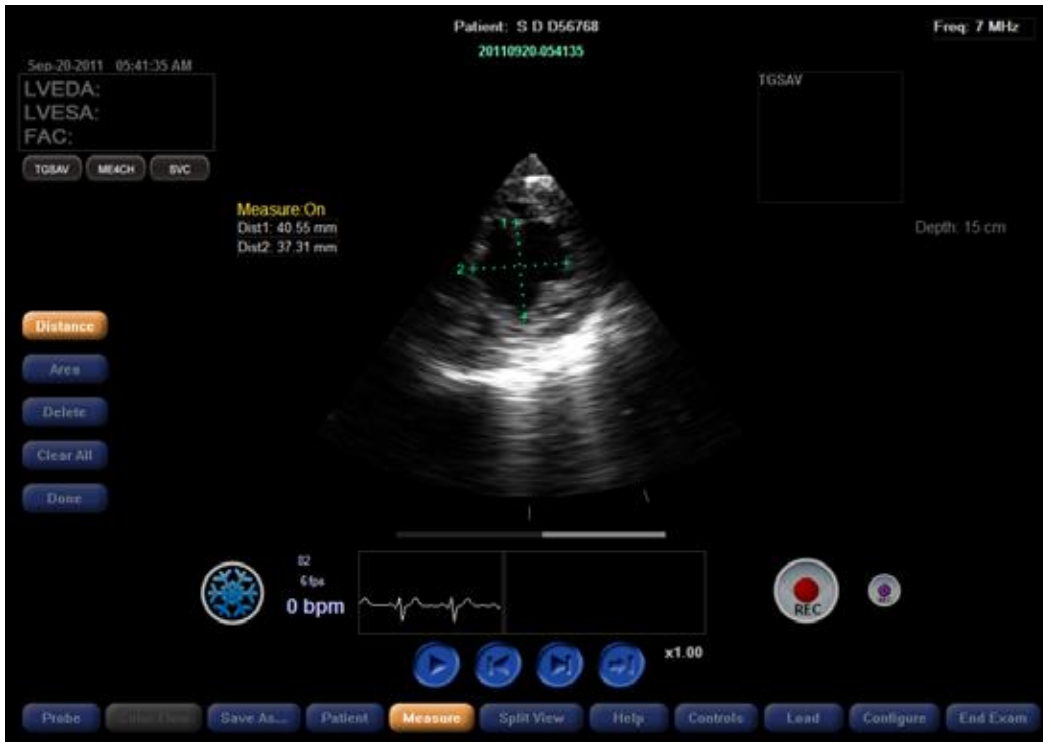 Patient: S D D56768
Freq: 7 MHz
20110920-054135
Sep-20-2011 05:41:35 AM
LVEDA:
LVESA:
FAC:
TGSAV
TGSAV ME4CH SVC
Measure:On
Dist1: 40.55 mm
Dist2: 37.31 mm
Depth: 15 cm
1
2
Distance
Area
Delete
Clear All
Done
82
6 fps
0 bpm
REC
REC
x1.00
Probe
Save As...
Patient
Measure
Split View
Help
Controls
Load
Configure
End Exam